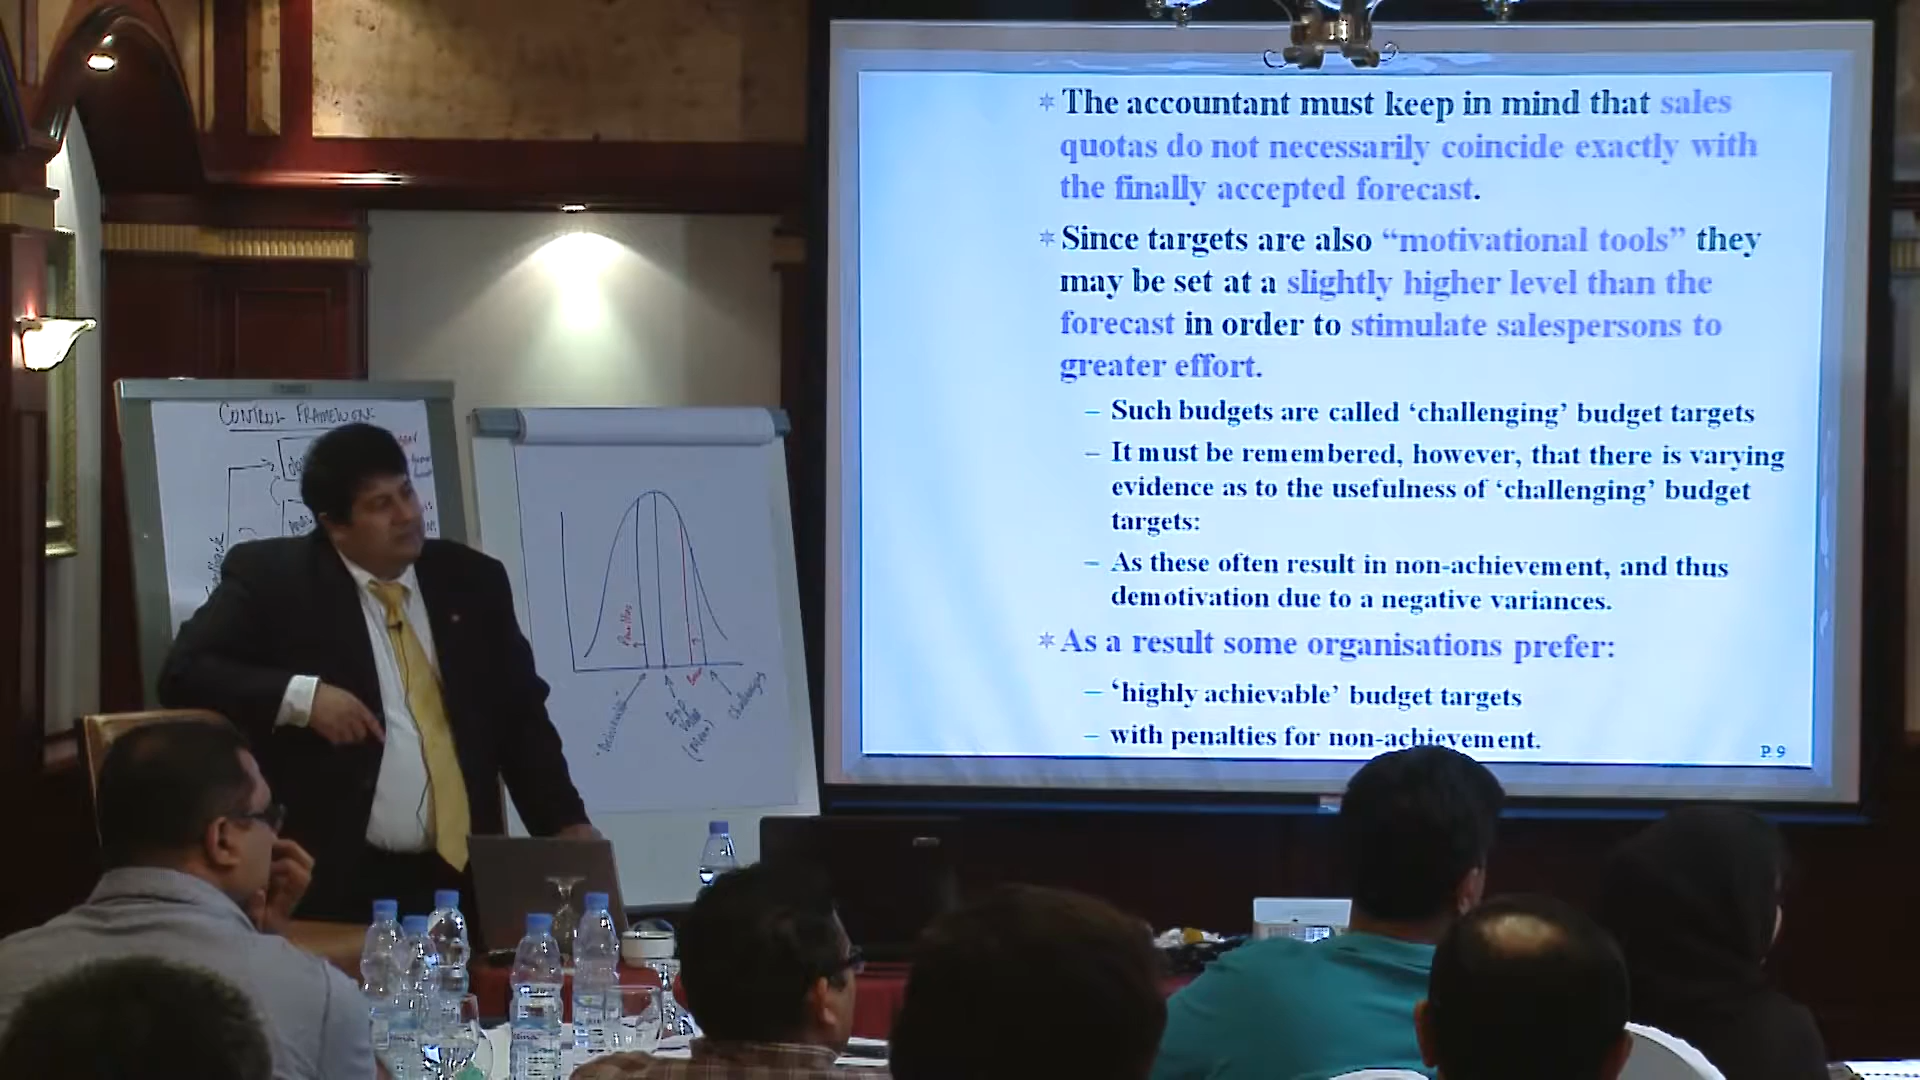 The accountant must keep in mind that sales
quotas do not necessarily coincide exactly with
the finally accepted forecast.
Since targets are also “motivational tools” they
may be set at a slightly higher level than the
forecast in order to stimulate salespersons to
greater effort.
– Such budgets are called ‘challenging’ budget targets
– It must be remembered, however, that there is varying
evidence as to the usefulness of ‘challenging’ budget
targets:
– As these often result in non-achievement, and thus
demotivation due to a negative variances.
As a result some organisations prefer:
– ‘highly achievable’ budget targets
– with penalties for non-achievement.
P. 9
CONTROL FRAMEWORK
Penalties
Exp
Value
(Mean)
Challenging